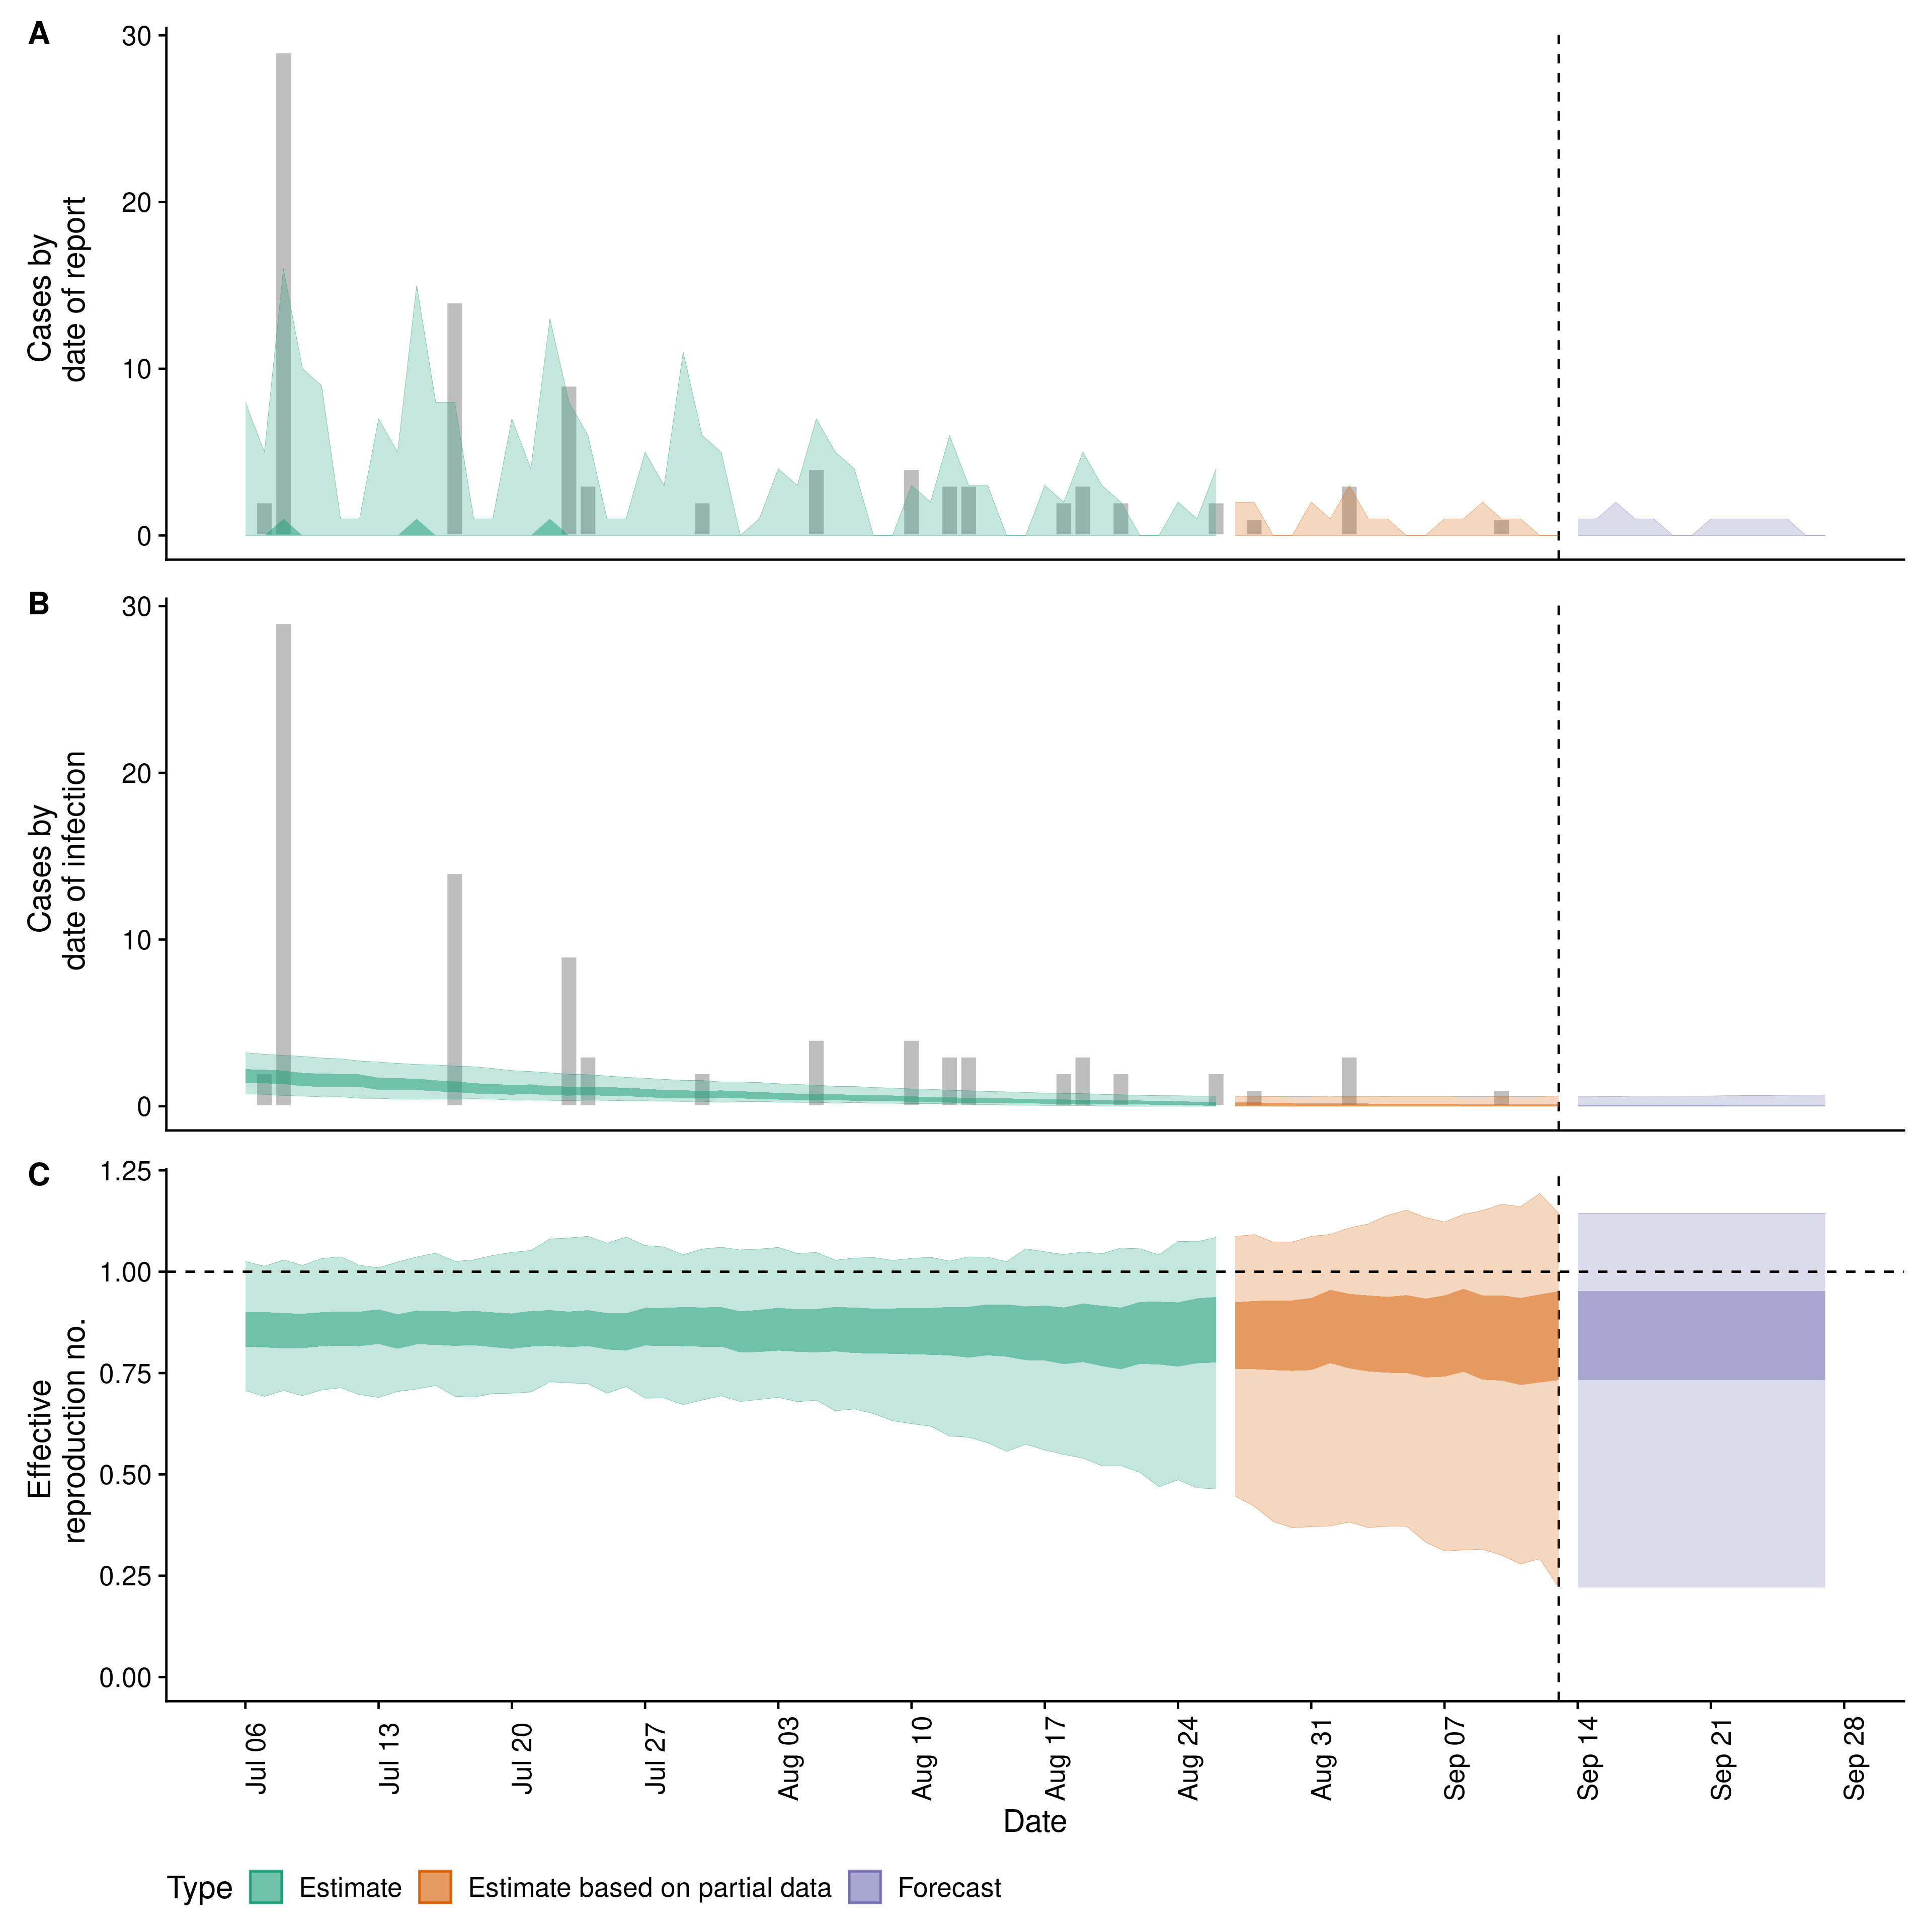 A
Cases by
date of report
30
20
10
0
B
Cases by
date of infection
30
20
10
0
C
Effective
reproduction no.
1.25
1.00
0.75
0.50
0.25
0.00
Jul 06
Jul 13
Jul 20
Jul 27
Aug 03
Aug 10
Aug 17
Aug 24
Aug 31
Sep 07
Sep 14
Sep 21
Sep 28
Date
Type Estimate Estimate based on partial data Forecast